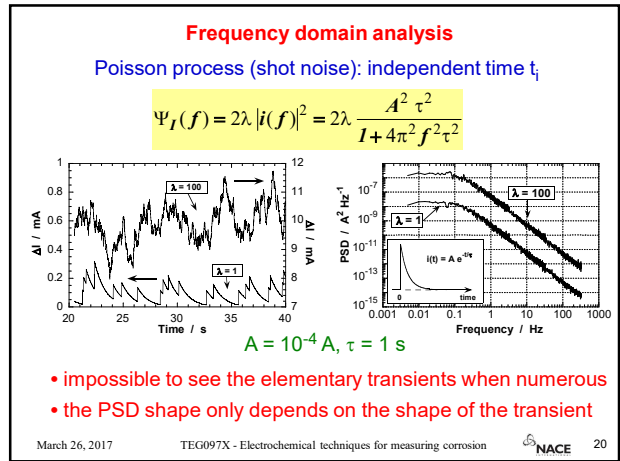 Frequency domain analysis
Poisson process (shot noise): independent time tᵢ
Ψ_I(f) = 2λ |i(f)|² = 2λ A² τ² / (1 + 4π² f² τ²)
1
0.8
0.6
0.4
0.2
0
ΔI / mA
12
11
10
9
8
7
ΔI / mA
λ = 100
λ = 1
20 25 30 35 40
Time / s
10⁻⁷
10⁻⁹
10⁻¹¹
10⁻¹³
10⁻¹⁵
PSD / A² Hz⁻¹
λ = 100
λ = 1
i(t) = A e⁻ᵗ/τ
0 time
0.001 0.01 0.1 1 10 100 1000
Frequency / Hz
A = 10⁻⁴ A, τ = 1 s
• impossible to see the elementary transients when numerous
• the PSD shape only depends on the shape of the transient
March 26, 2017 TEG097X - Electrochemical techniques for measuring corrosion NACE 20